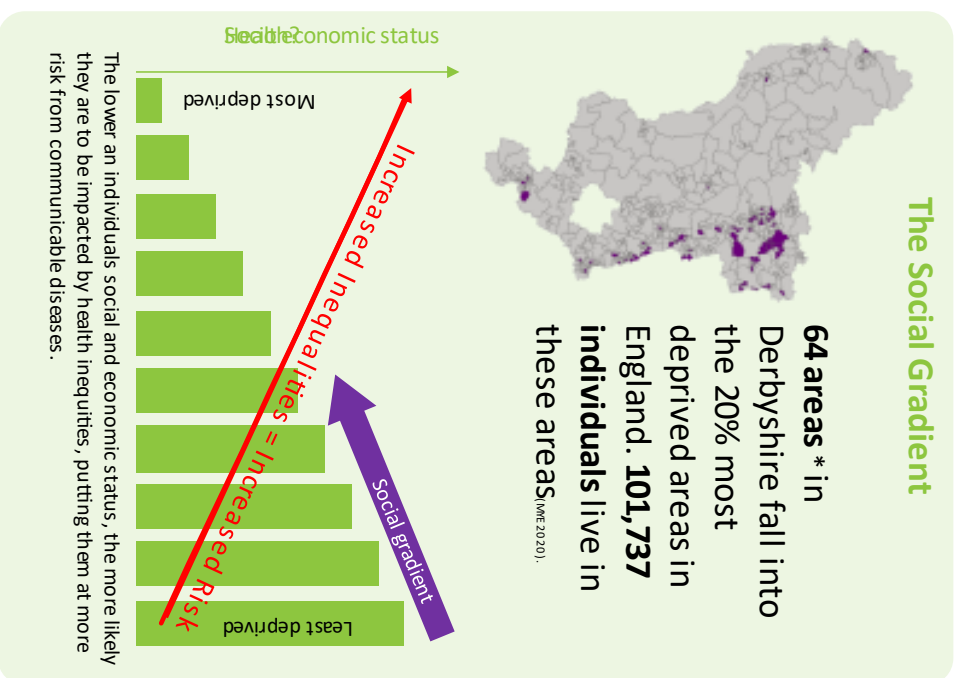 The Social Gradient
64 areas * in
Derbyshire fall into
the 20% most
deprived areas in
England. 101,737
individuals live in
these areas(MYE 2020).
Health?
Socioeconomic status
Most deprived
Increased Inequalities = Increased Risk
Social gradient
Least deprived
The lower an individuals social and economic status, the more likely
they are to be impacted by health inequities, putting them at more
risk from communicable diseases.